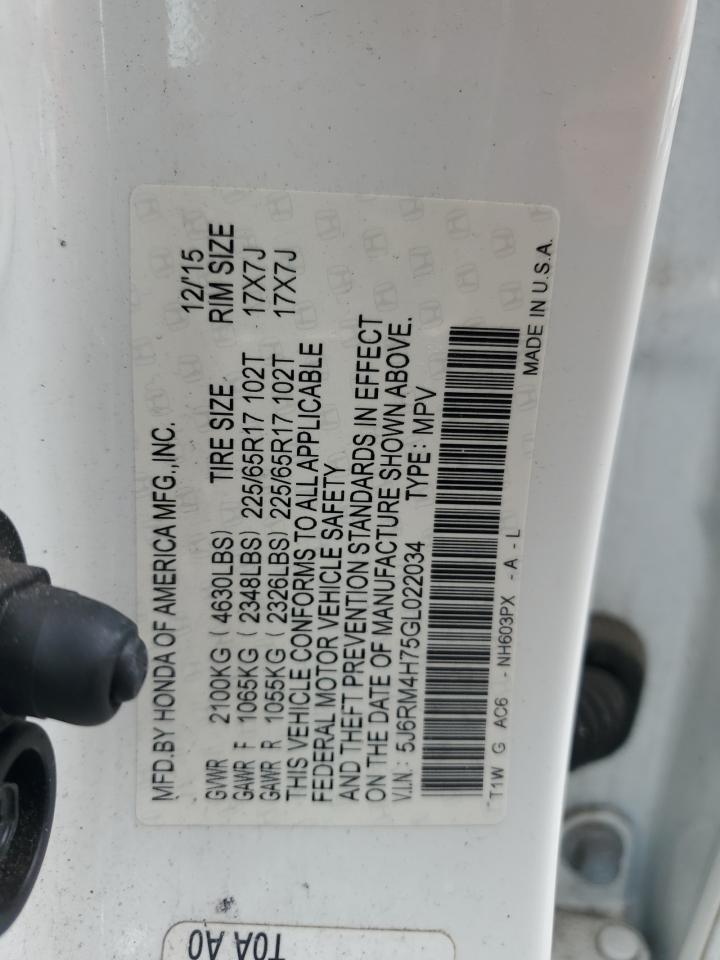 MFD.BY HONDA OF AMERICA MFG.,INC. 12/'15
GVWR 2100KG ( 4630LBS) TIRE SIZE RIM SIZE
GAWR F 1065KG ( 2348LBS) 225/65R17 102T 17X7J
GAWR R 1055KG ( 2326LBS) 225/65R17 102T 17X7J
THIS VEHICLE CONFORMS TO ALL APPLICABLE
FEDERAL MOTOR VEHICLE SAFETY
AND THEFT PREVENTION STANDARDS IN EFFECT
ON THE DATE OF MANUFACTURE SHOWN ABOVE.
V.I.N.: 5J6RM4H75GL022034 TYPE: MPV
T1W G AC6 - NH603PX - A - L MADE IN U.S.A.
T0A A0